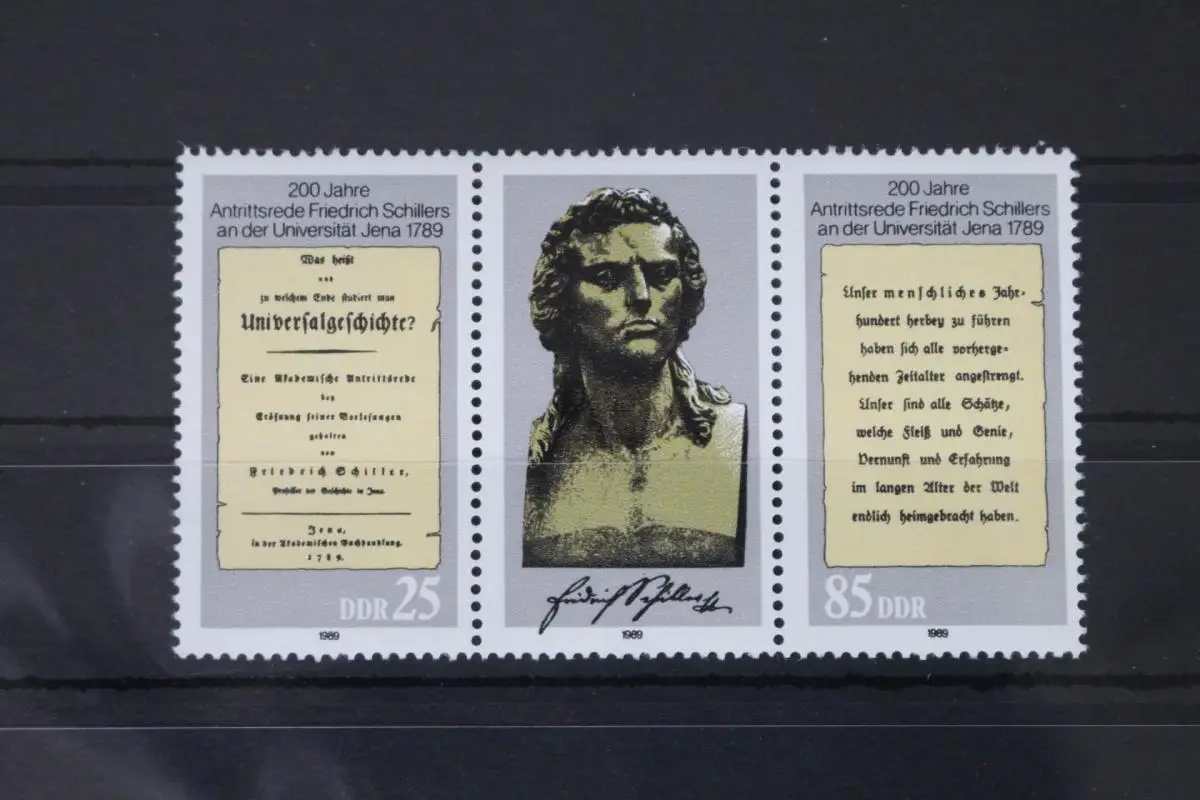 200 Jahre
Antrittsrede Friedrich Schillers
an der Universität Jena 1789
Was heißt
und
zu welchem Ende studiert man
Universalgeschichte?
Eine Akademische Antrittsrede
bey
Eröfnung seiner Vorlesungen
gehalten
von
Friedrich Schiller,
Professor der Geschichte in Jena.
Jena,
in der Akademischen Buchhandlung.
1789.
DDR 25
1989
Friedrich Schiller
1989
200 Jahre
Antrittsrede Friedrich Schillers
an der Universität Jena 1789
Unser menschliches Jahr-
hundert herbey zu führen
haben sich alle vorherge-
henden Zeitalter angestrengt.
Unser sind alle Schätze,
welche Fleiß und Genie,
Vernunft und Erfahrung
im langen Alter der Welt
endlich heimgebracht haben.
85 DDR
1989